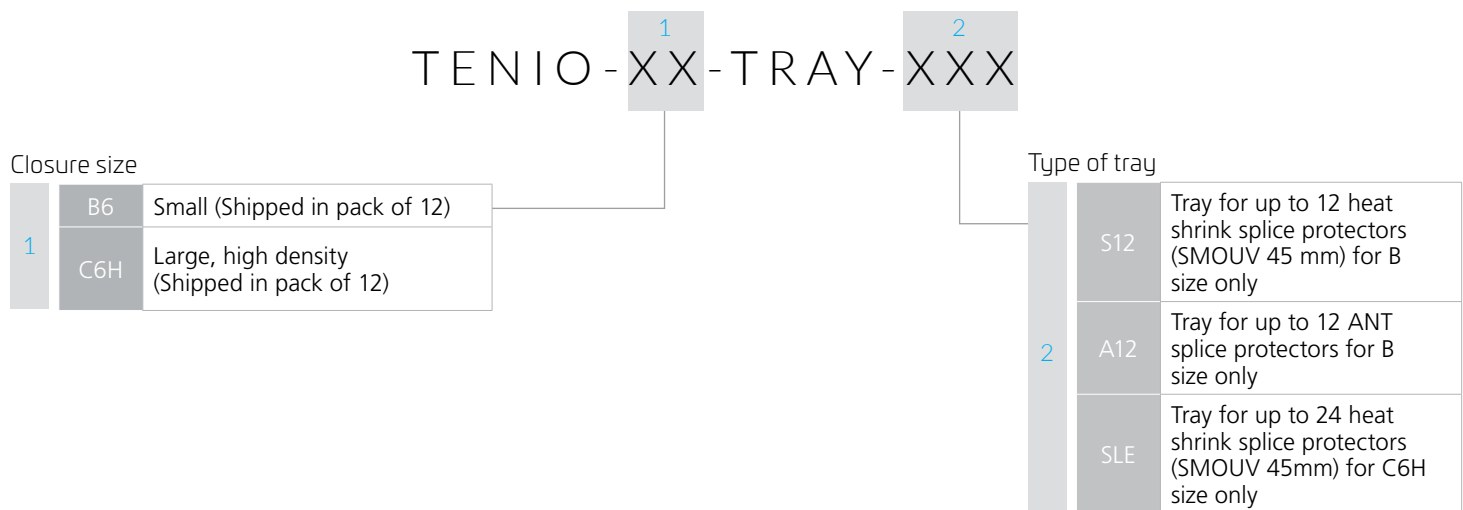 1
2
TENIO-XX-TRAY-XXX
Closure size
1
B6
Small (Shipped in pack of 12)
C6H
Large, high density
(Shipped in pack of 12)
Type of tray
2
S12
Tray for up to 12 heat
shrink splice protectors
(SMOUV 45 mm) for B
size only
A12
Tray for up to 12 ANT
splice protectors for B
size only
SLE
Tray for up to 24 heat
shrink splice protectors
(SMOUV 45mm) for C6H
size only